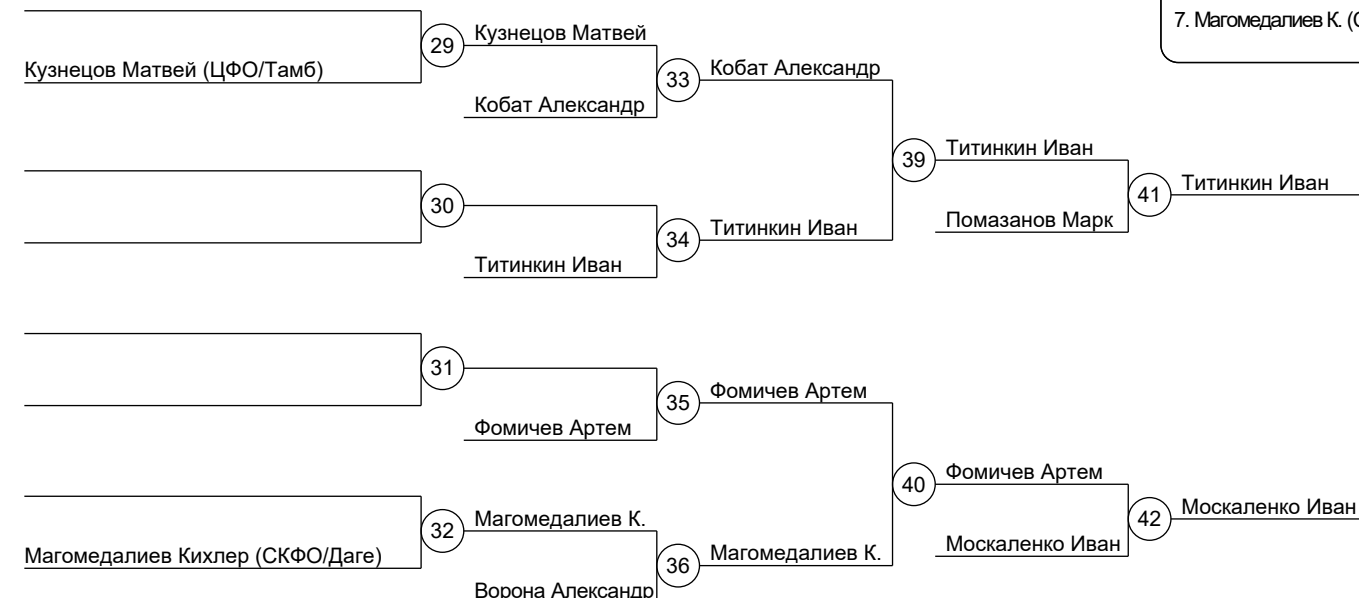 7. Магомедалиев К. (С
29
Кузнецов Матвей
Кузнецов Матвей (ЦФО/Тамб)
33
Кобат Александр
Кобат Александр
39
Титинкин Иван
41
Титинкин Иван
30
34
Титинкин Иван
Помазанов Марк
Титинкин Иван
31
35
Фомичев Артем
Фомичев Артем
40
Фомичев Артем
42
Москаленко Иван
32
Магомедалиев К.
Магомедалиев Кихлер (СКФО/Даге)
36
Магомедалиев К.
Москаленко Иван
Ворона Александр